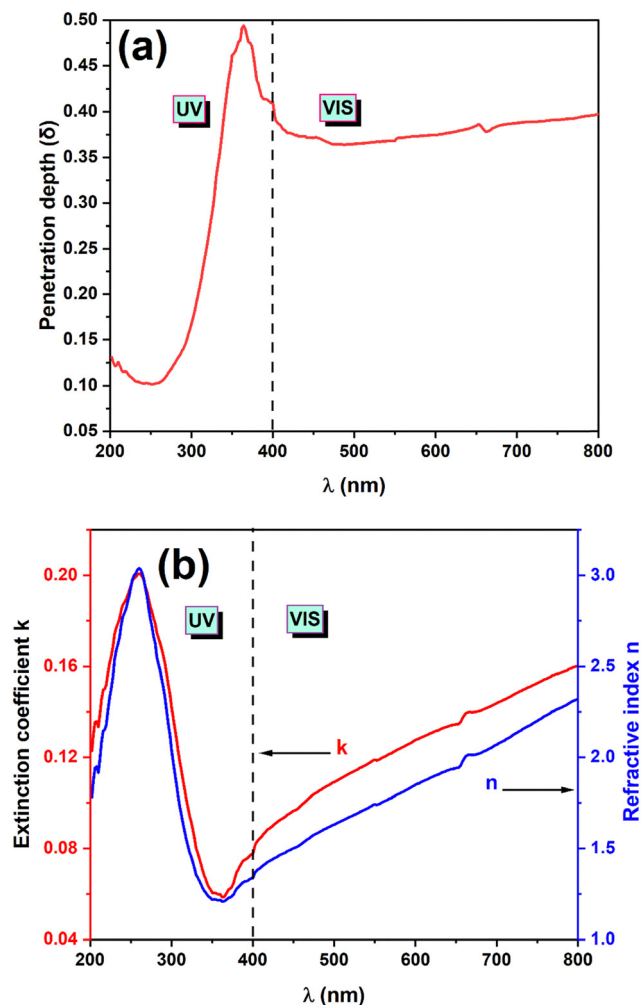 (a)
UV
VIS
Penetration depth (δ)
0.50
0.45
0.40
0.35
0.30
0.25
0.20
0.15
0.10
0.05
200 300 400 500 600 700 800
λ (nm)
(b)
UV
VIS
Extinction coefficient k
0.20
0.16
0.12
0.08
0.04
k
n
3.0
2.5
2.0
1.5
1.0
Refractive index n
200 300 400 500 600 700 800
λ (nm)